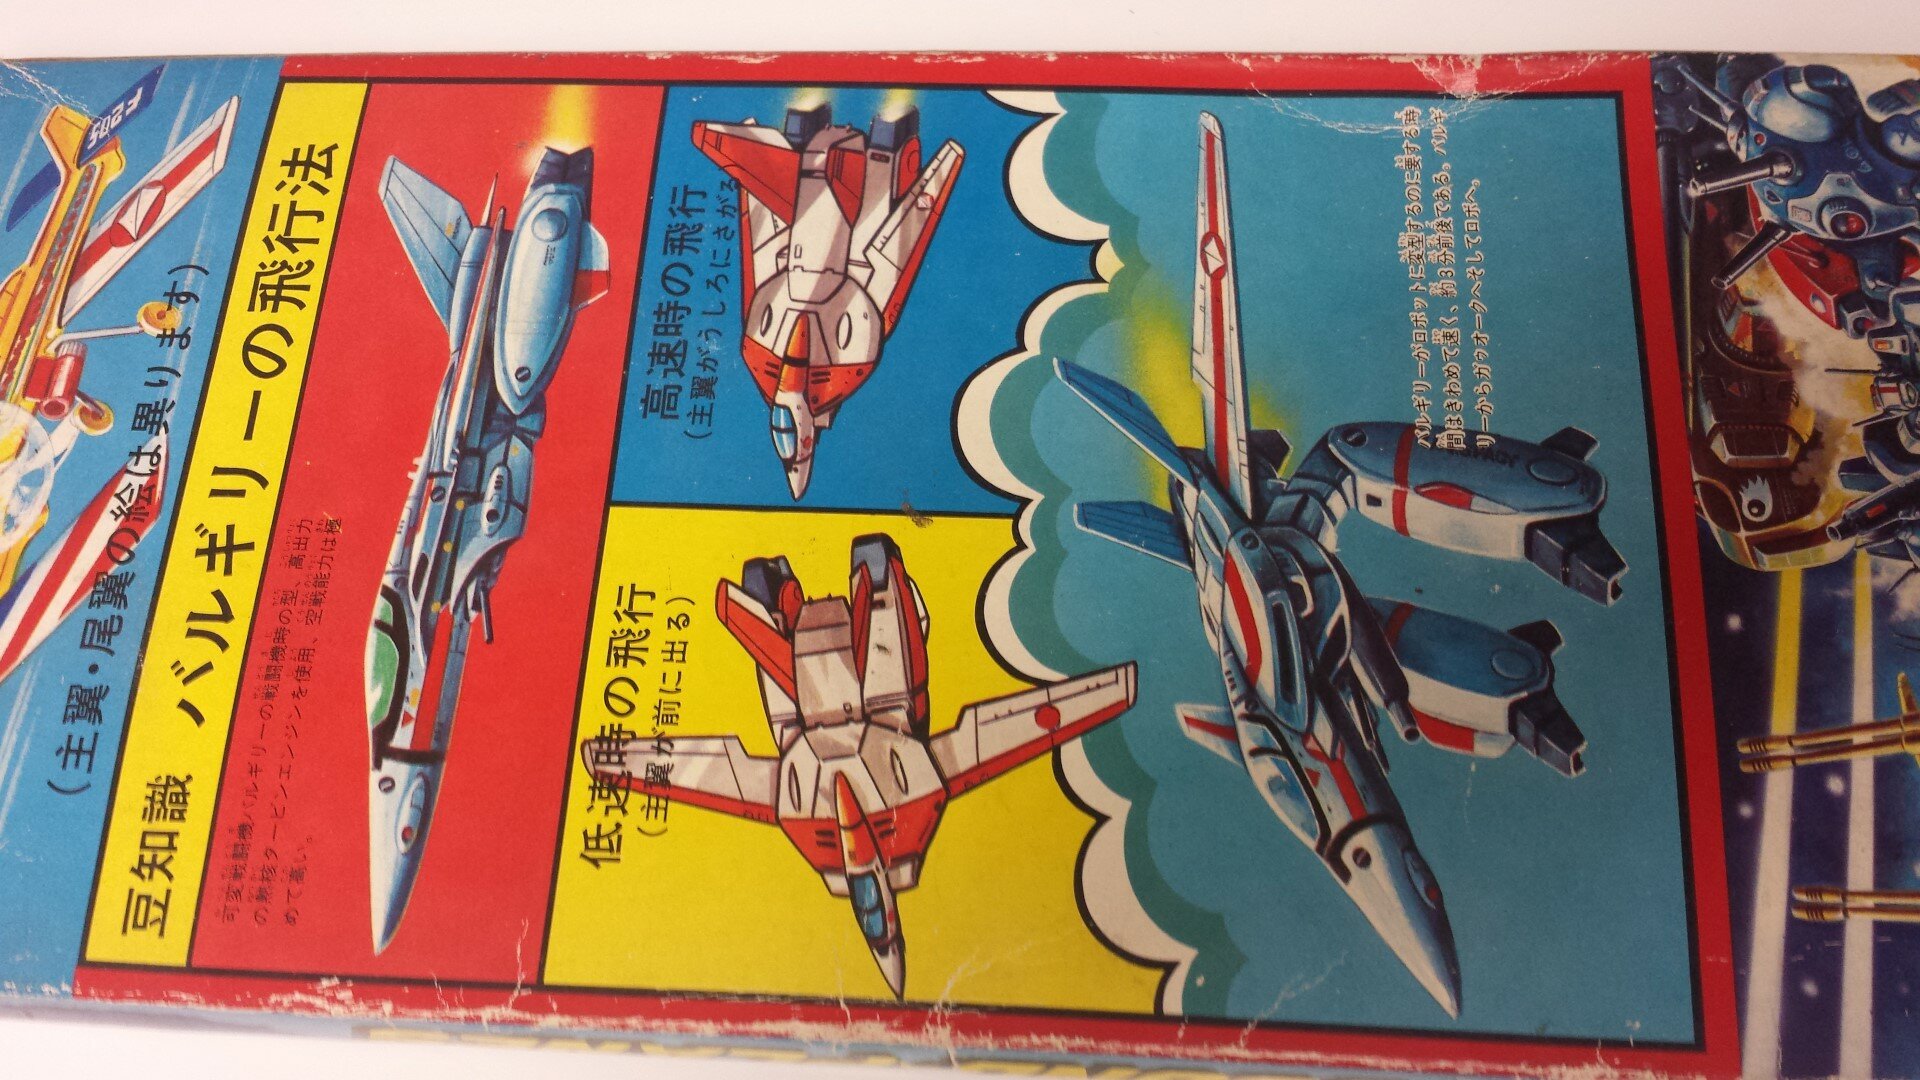 (主翼・尾翼の絵は異ります)
豆知識 バルギリーの飛行法
可変戦闘機バルギリーの戦闘機時の型、高出力
の熱核タービンエンジンを使用、空戦能力は極
めて高い。
高速時の飛行
(主翼がうしろにさがる
低速時の飛行
(主翼が前に出る)
バルギリーがロボットに変型するのに要する時
間はきわめて速く、約3分前後である。バルギ
リーからガウオークへそしてロボへ。